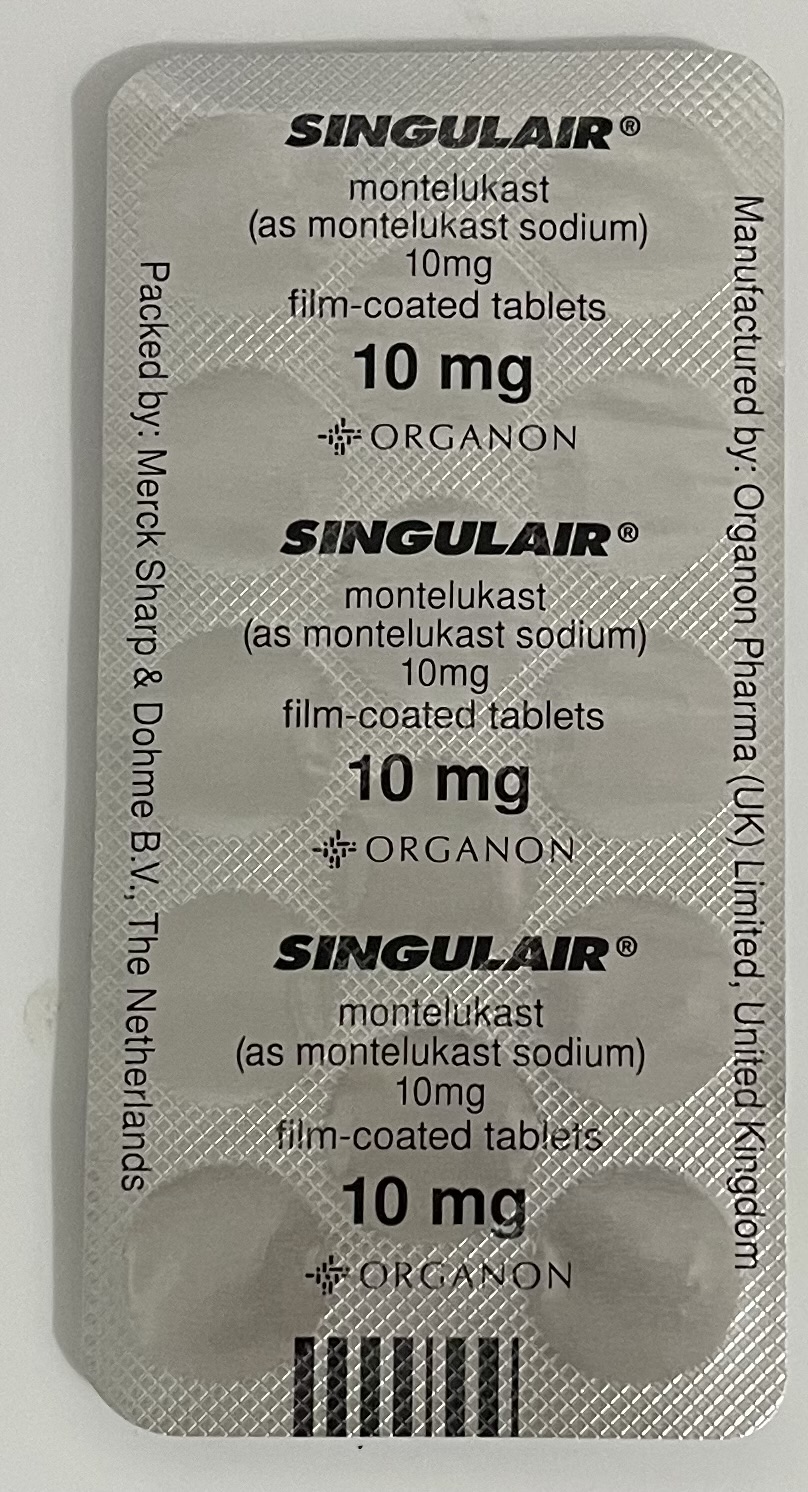 SINGULAIR®
montelukast
(as montelukast sodium)
10mg
film-coated tablets
10 mg
ORGANON
SINGULAIR®
montelukast
(as montelukast sodium)
10mg
film-coated tablets
10 mg
ORGANON
SINGULAIR®
montelukast
(as montelukast sodium)
10mg
film-coated tablets
10 mg
ORGANON
Packed by: Merck Sharp & Dohme B.V., The Netherlands
Manufactured by: Organon Pharma (UK) Limited, United Kingdom